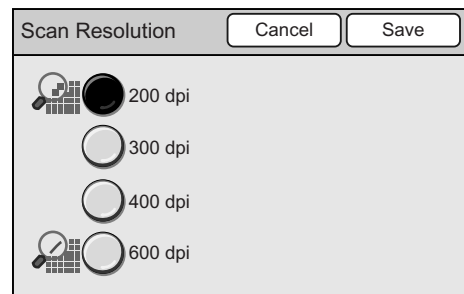 Scan Resolution Cancel Save
200 dpi
300 dpi
400 dpi
600 dpi